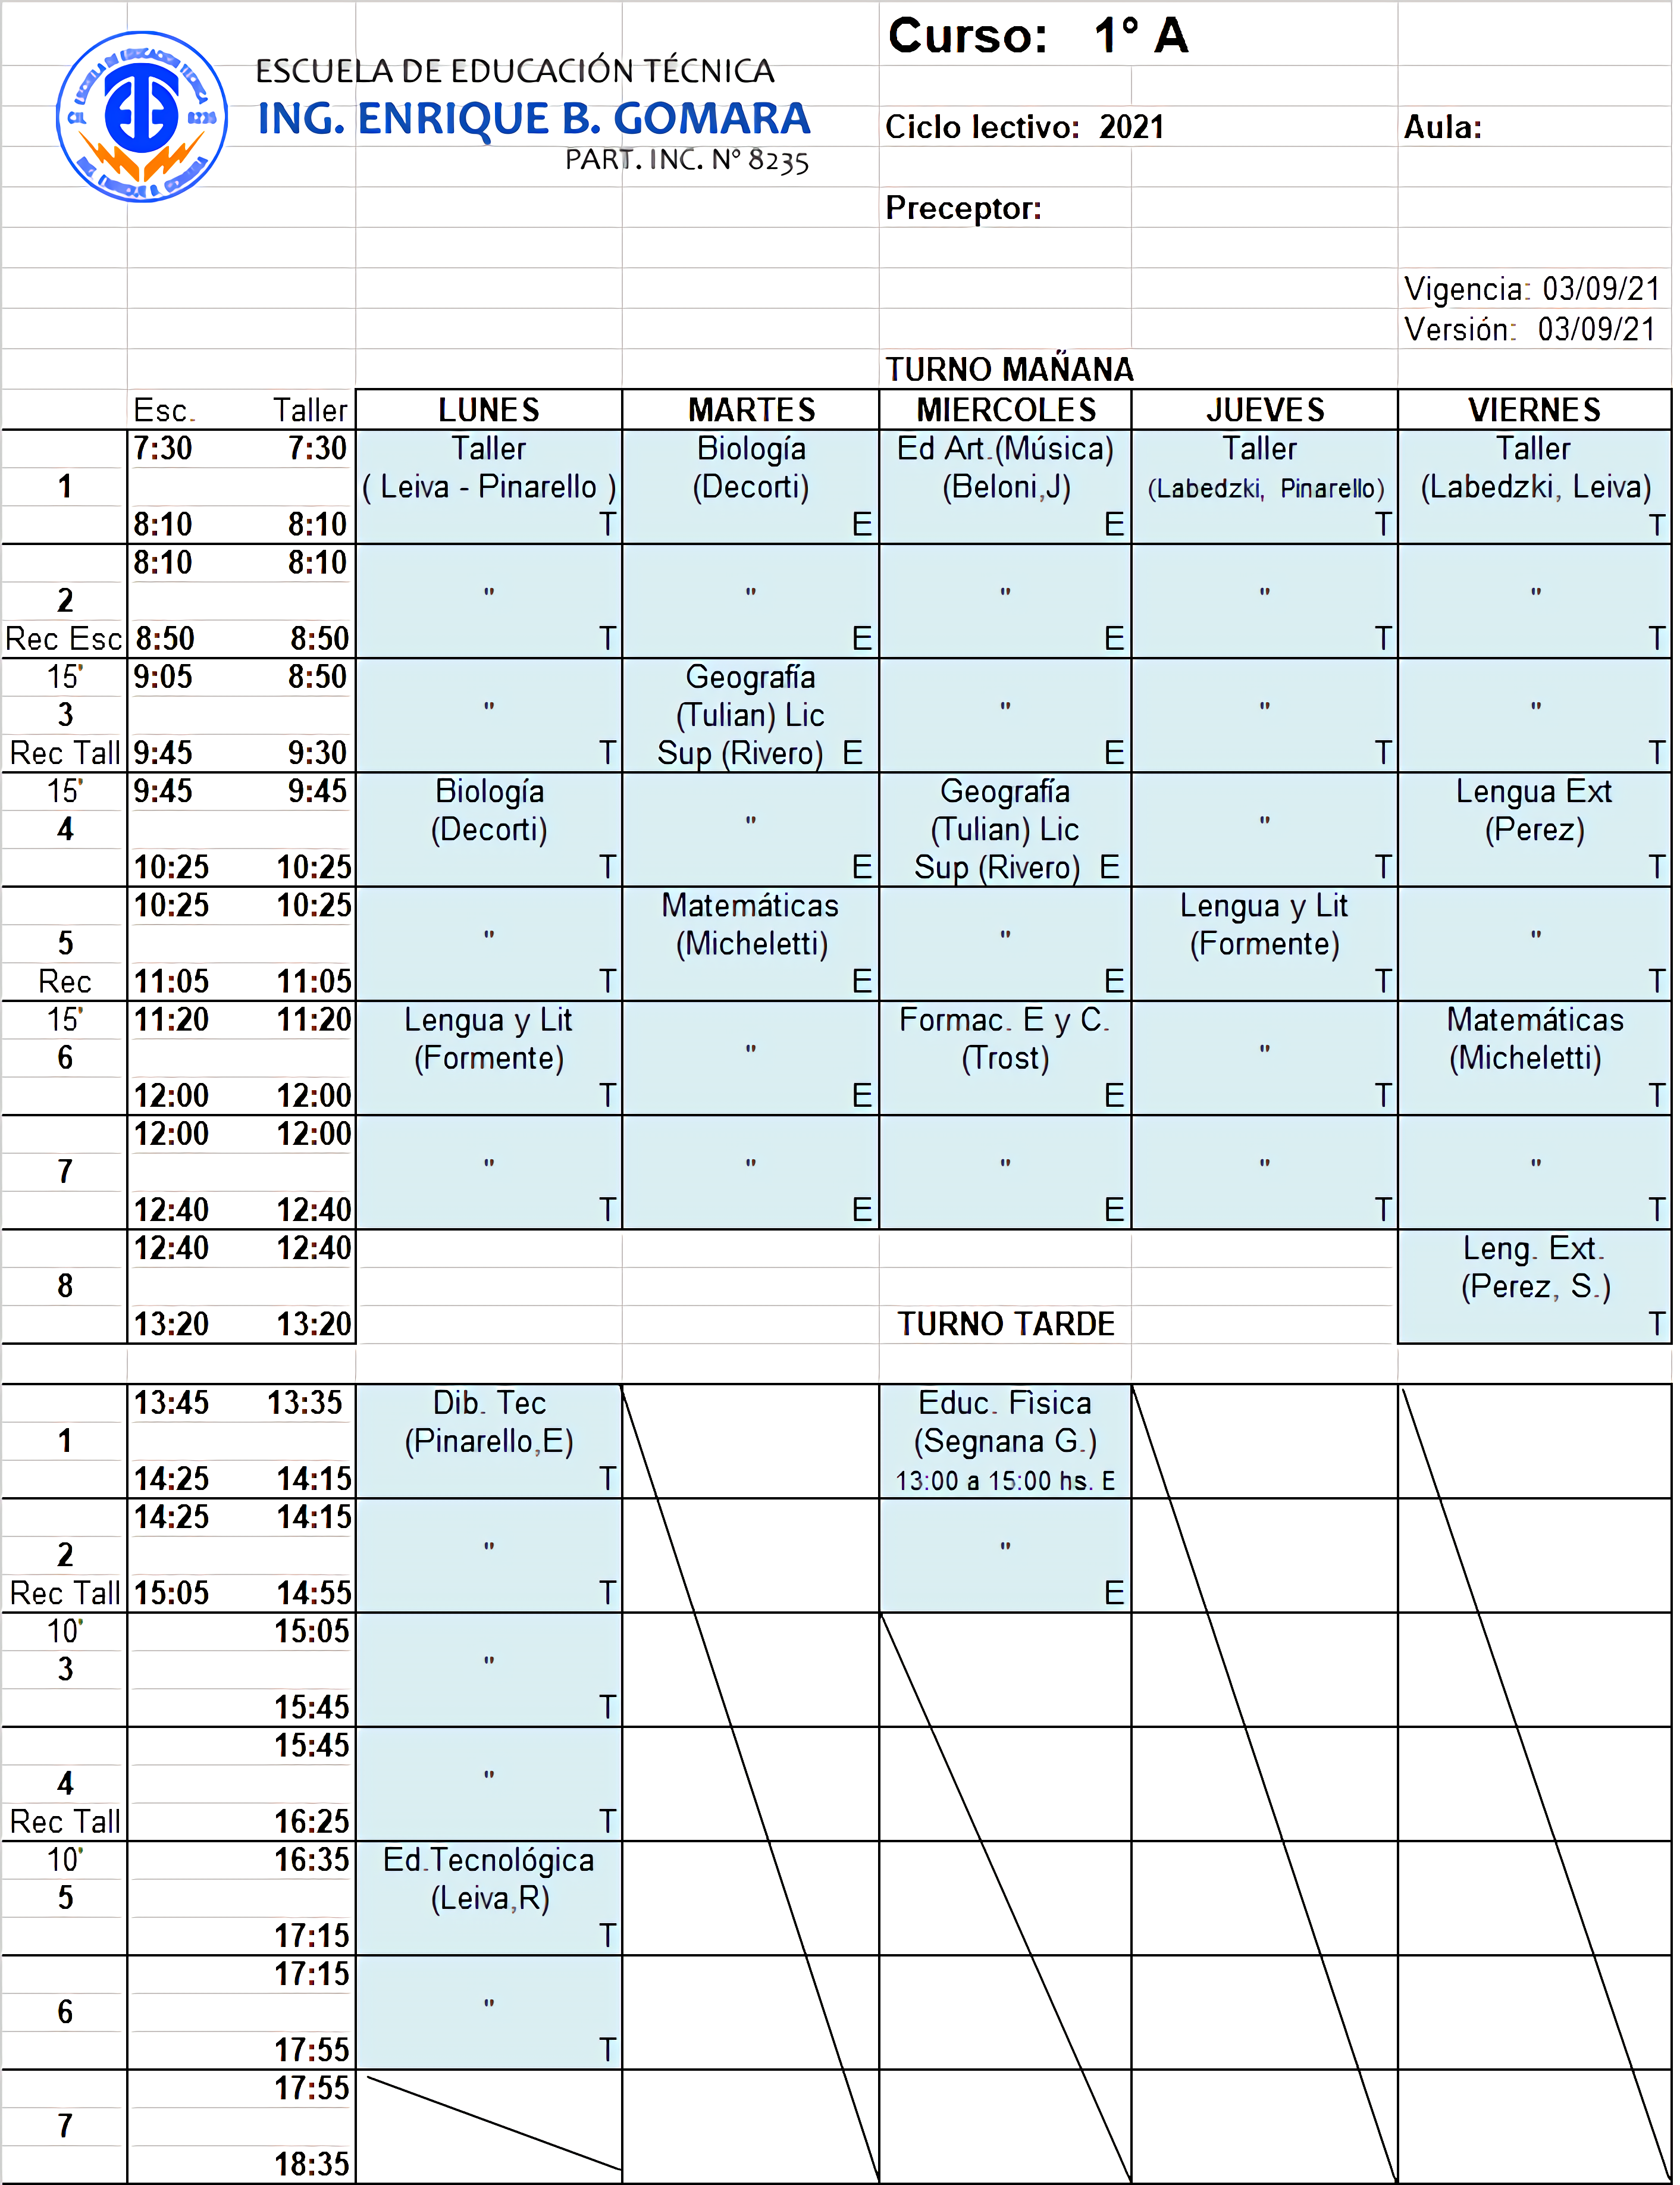 Curso: 1° A
ESCUELA DE EDUCACIÓN TÉCNICA
ING. ENRIQUE B. GOMARA
PART. INC. N° 8235
Ciclo lectivo: 2021 Aula:
Preceptor:
Vigencia: 03/09/21
Versión: 03/09/21
TURNO MAÑANA
Esc. Taller LUNES MARTES MIERCOLES JUEVES VIERNES
7:30 7:30 Taller Biología Ed Art.(Música) Taller Taller
1 ( Leiva - Pinarello ) (Decorti) (Beloni,J) (Labedzki, Pinarello) (Labedzki, Leiva)
8:10 8:10 T E E T T
8:10 8:10
2 " " " " "
Rec Esc 8:50 8:50 T E E T T
15' 9:05 8:50 Geografía
3 " (Tulian) Lic " " "
Rec Tall 9:45 9:30 T Sup (Rivero) E E T T
15' 9:45 9:45 Biología Geografía Lengua Ext
4 (Decorti) " (Tulian) Lic " (Perez)
10:25 10:25 T E Sup (Rivero) E T T
10:25 10:25 Matemáticas Lengua y Lit
5 " (Micheletti) " (Formente) "
Rec 11:05 11:05 T E E T T
15' 11:20 11:20 Lengua y Lit Formac. E y C. Matemáticas
6 (Formente) " (Trost) " (Micheletti)
12:00 12:00 T E E T T
12:00 12:00
7 " " " " "
12:40 12:40 T E E T T
12:40 12:40 Leng. Ext.
8 (Perez, S.)
13:20 13:20 TURNO TARDE T
13:45 13:35 Dib. Tec Educ. Fisica
1 (Pinarello,E) (Segnana G.)
14:25 14:15 T 13:00 a 15:00 hs. E
14:25 14:15
2 " "
Rec Tall 15:05 14:55 T E
10' 15:05
3 "
15:45 T
15:45
4 "
Rec Tall 16:25 T
10' 16:35 Ed.Tecnológica
5 (Leiva,R)
17:15 T
17:15
6 "
17:55 T
17:55
7
18:35